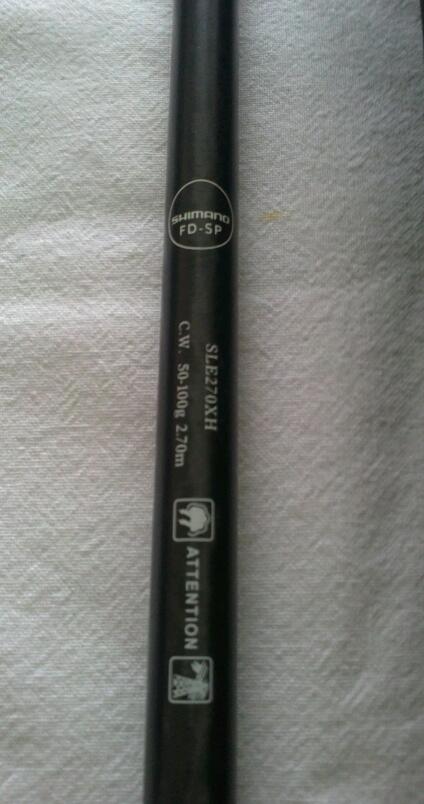 SHIMANO
FD-SP
SLE270XH
C.W. 50-100g 2.70m
ATTENTION